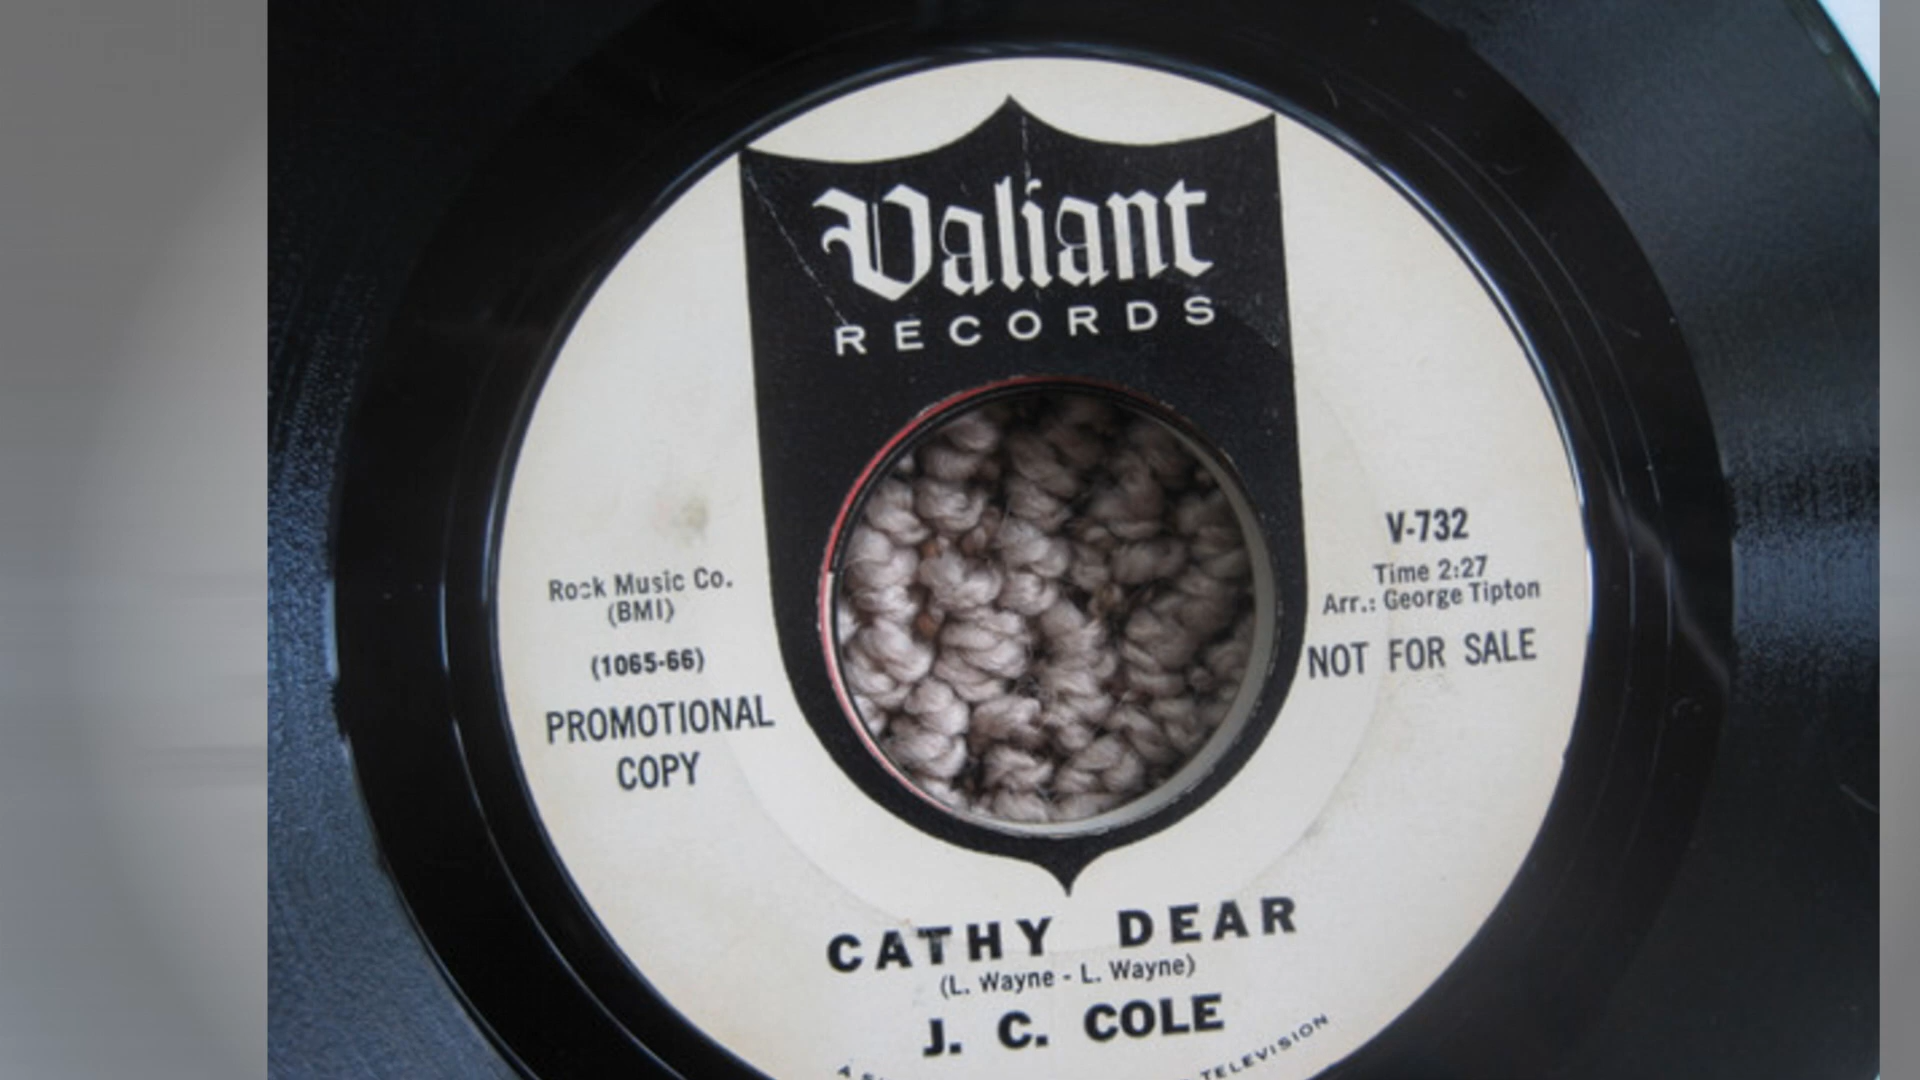 Valiant
RECORDS
Rock Music Co.
(BMI)
(1065-66)
PROMOTIONAL
COPY
V-732
Time 2:27
Arr.: George Tipton
NOT FOR SALE
CATHY DEAR
(L. Wayne - L. Wayne)
J. C. COLE
A
TELEVISION